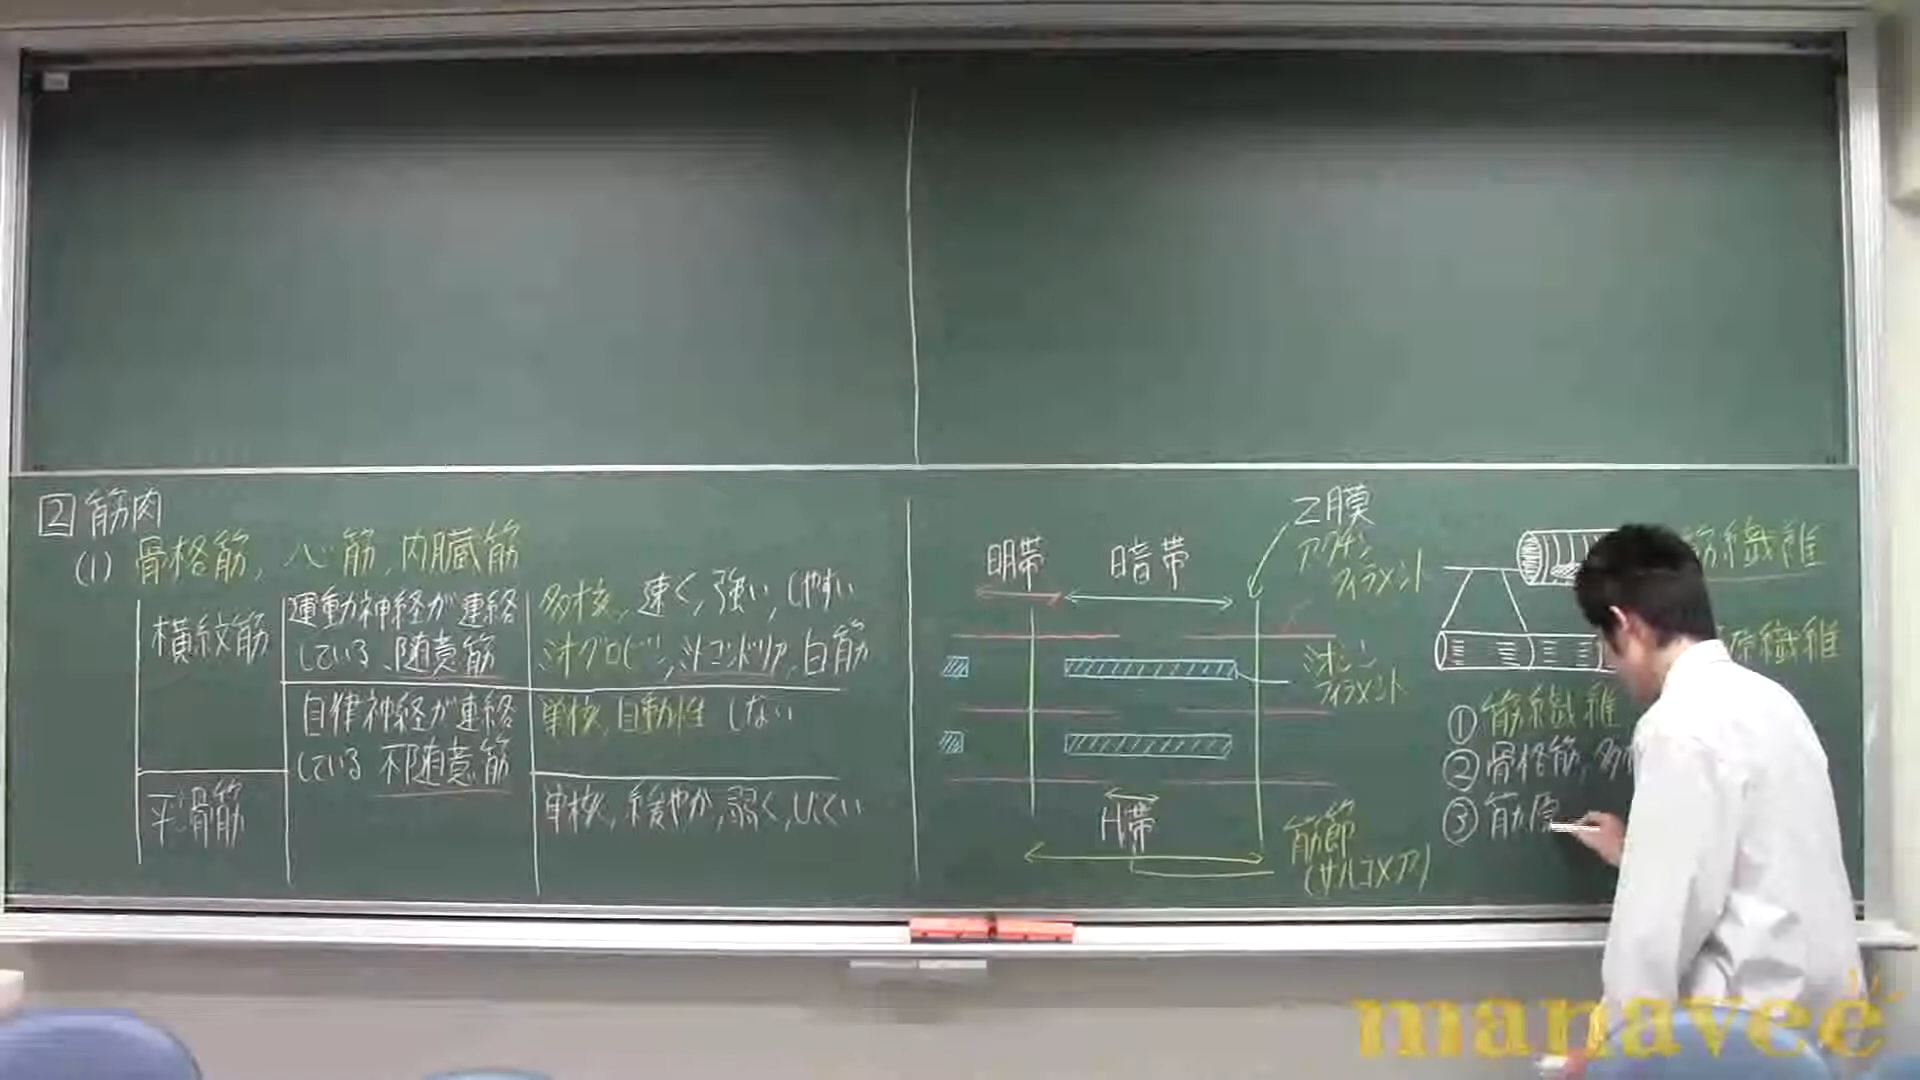 2 筋肉
(1) 骨格筋, 心筋, 内臓筋
横紋筋
運動神経が連絡
している 随意筋
多核, 速く, 強い, しやすい
ミオグロビン, ミトコンドリア, 白筋
自律神経が連絡
している 不随意筋
単核, 自動性 しない
平滑筋
単核, 緩やか, 弱く, しにくい
明帯
暗帯
Z膜
アクチン
フィラメント
ミオシン
フィラメント
H帯
筋節
(サルコメア)
筋繊維
原繊維
① 筋繊維
② 骨格筋, 多
③ 筋原
manavee